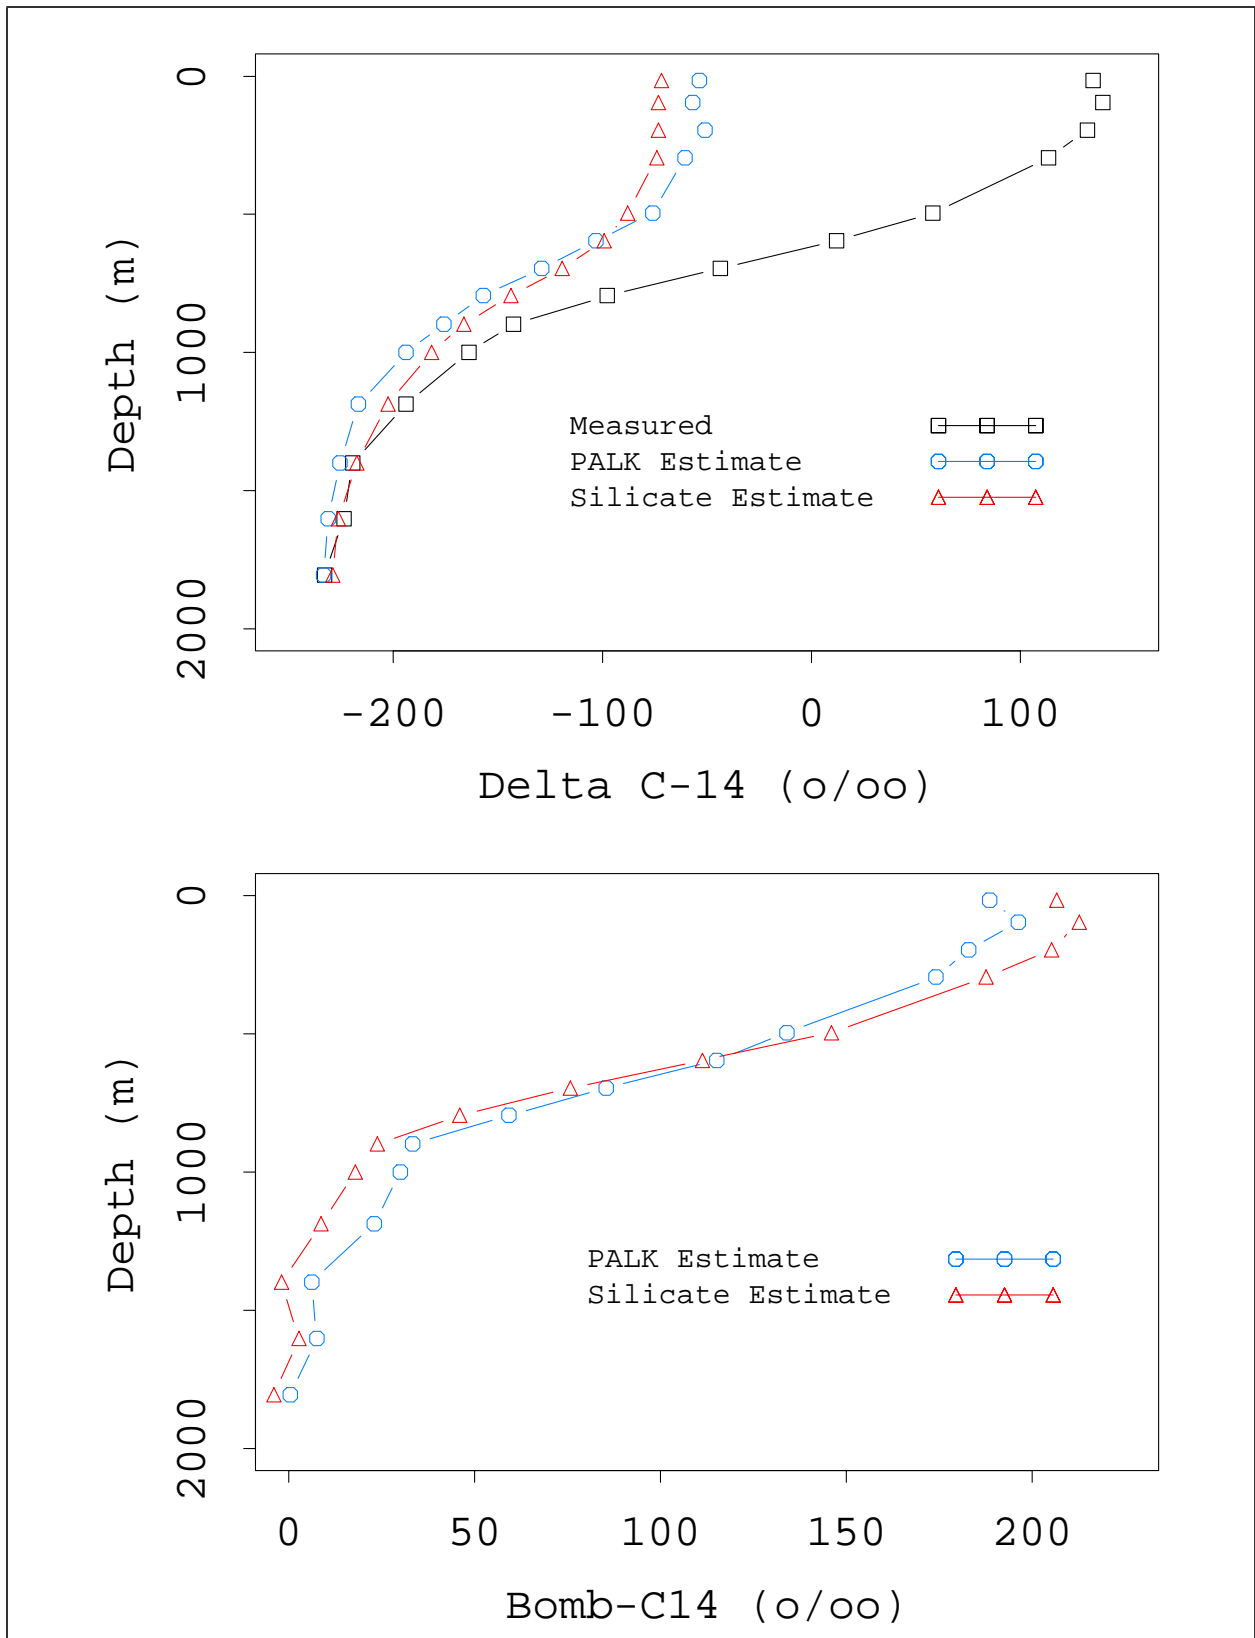 0
1000
2000
Depth (m)
Measured
PALK Estimate
Silicate Estimate
-200 -100 0 100
Delta C-14 (o/oo)
0
1000
2000
Depth (m)
PALK Estimate
Silicate Estimate
0 50 100 150 200
Bomb-C14 (o/oo)